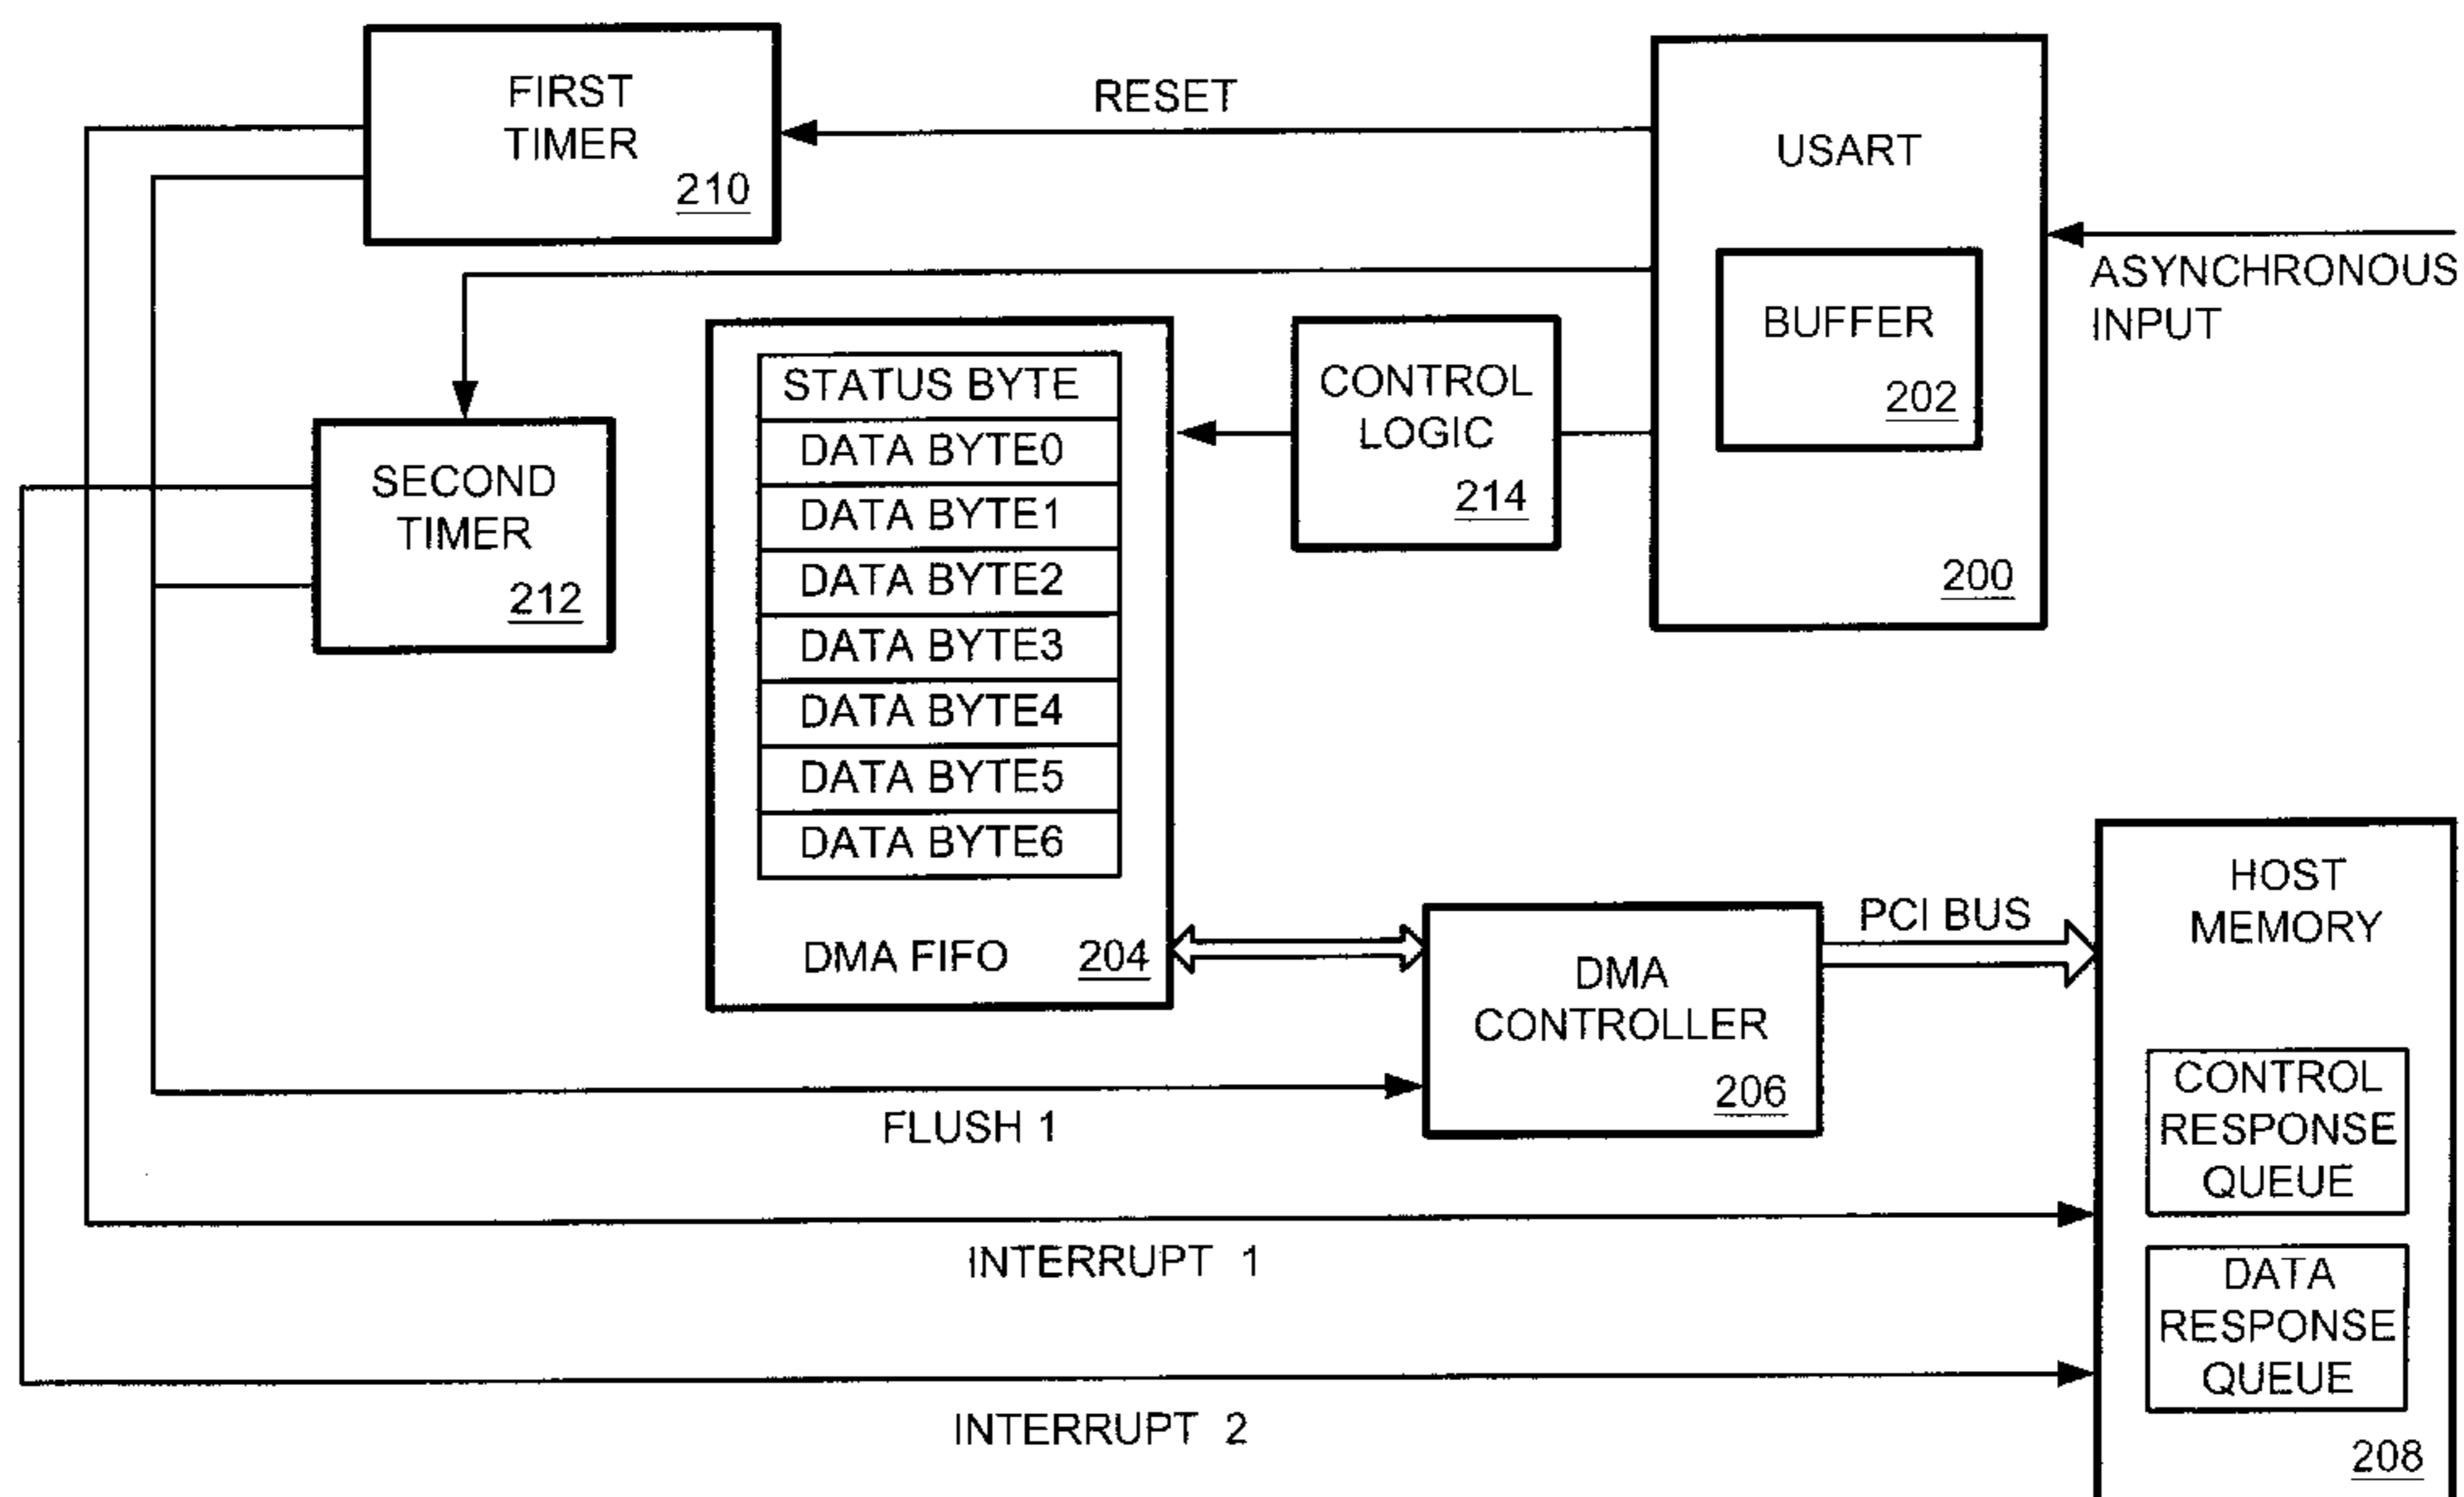 FIRST
TIMER
210
RESET
USART
BUFFER
202
200
ASYNCHRONOUS
INPUT
SECOND
TIMER
212
STATUS BYTE
DATA BYTE0
DATA BYTE1
DATA BYTE2
DATA BYTE3
DATA BYTE4
DATA BYTE5
DATA BYTE6
DMA FIFO 204
CONTROL
LOGIC
214
DMA
CONTROLLER
206
PCI BUS
HOST
MEMORY
CONTROL
RESPONSE
QUEUE
DATA
RESPONSE
QUEUE
208
FLUSH 1
INTERRUPT 1
INTERRUPT 2